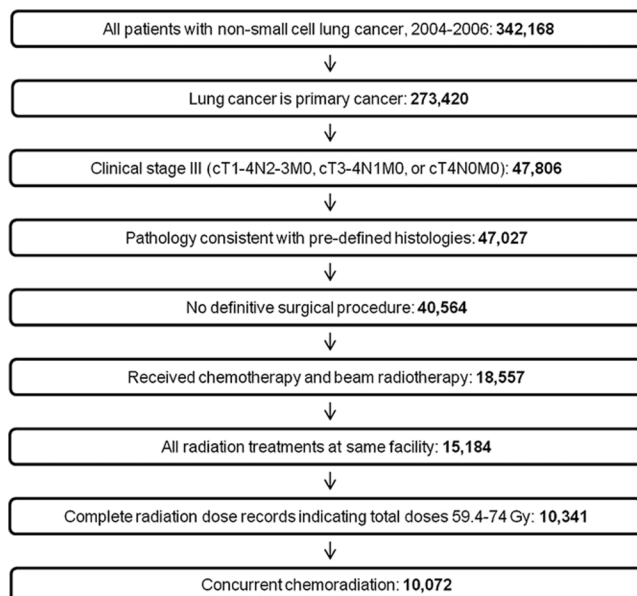 All patients with non-small cell lung cancer, 2004-2006: 342,168
Lung cancer is primary cancer: 273,420
Clinical stage III (cT1-4N2-3M0, cT3-4N1M0, or cT4N0M0): 47,806
Pathology consistent with pre-defined histologies: 47,027
No definitive surgical procedure: 40,564
Received chemotherapy and beam radiotherapy: 18,557
All radiation treatments at same facility: 15,184
Complete radiation dose records indicating total doses 59.4-74 Gy: 10,341
Concurrent chemoradiation: 10,072